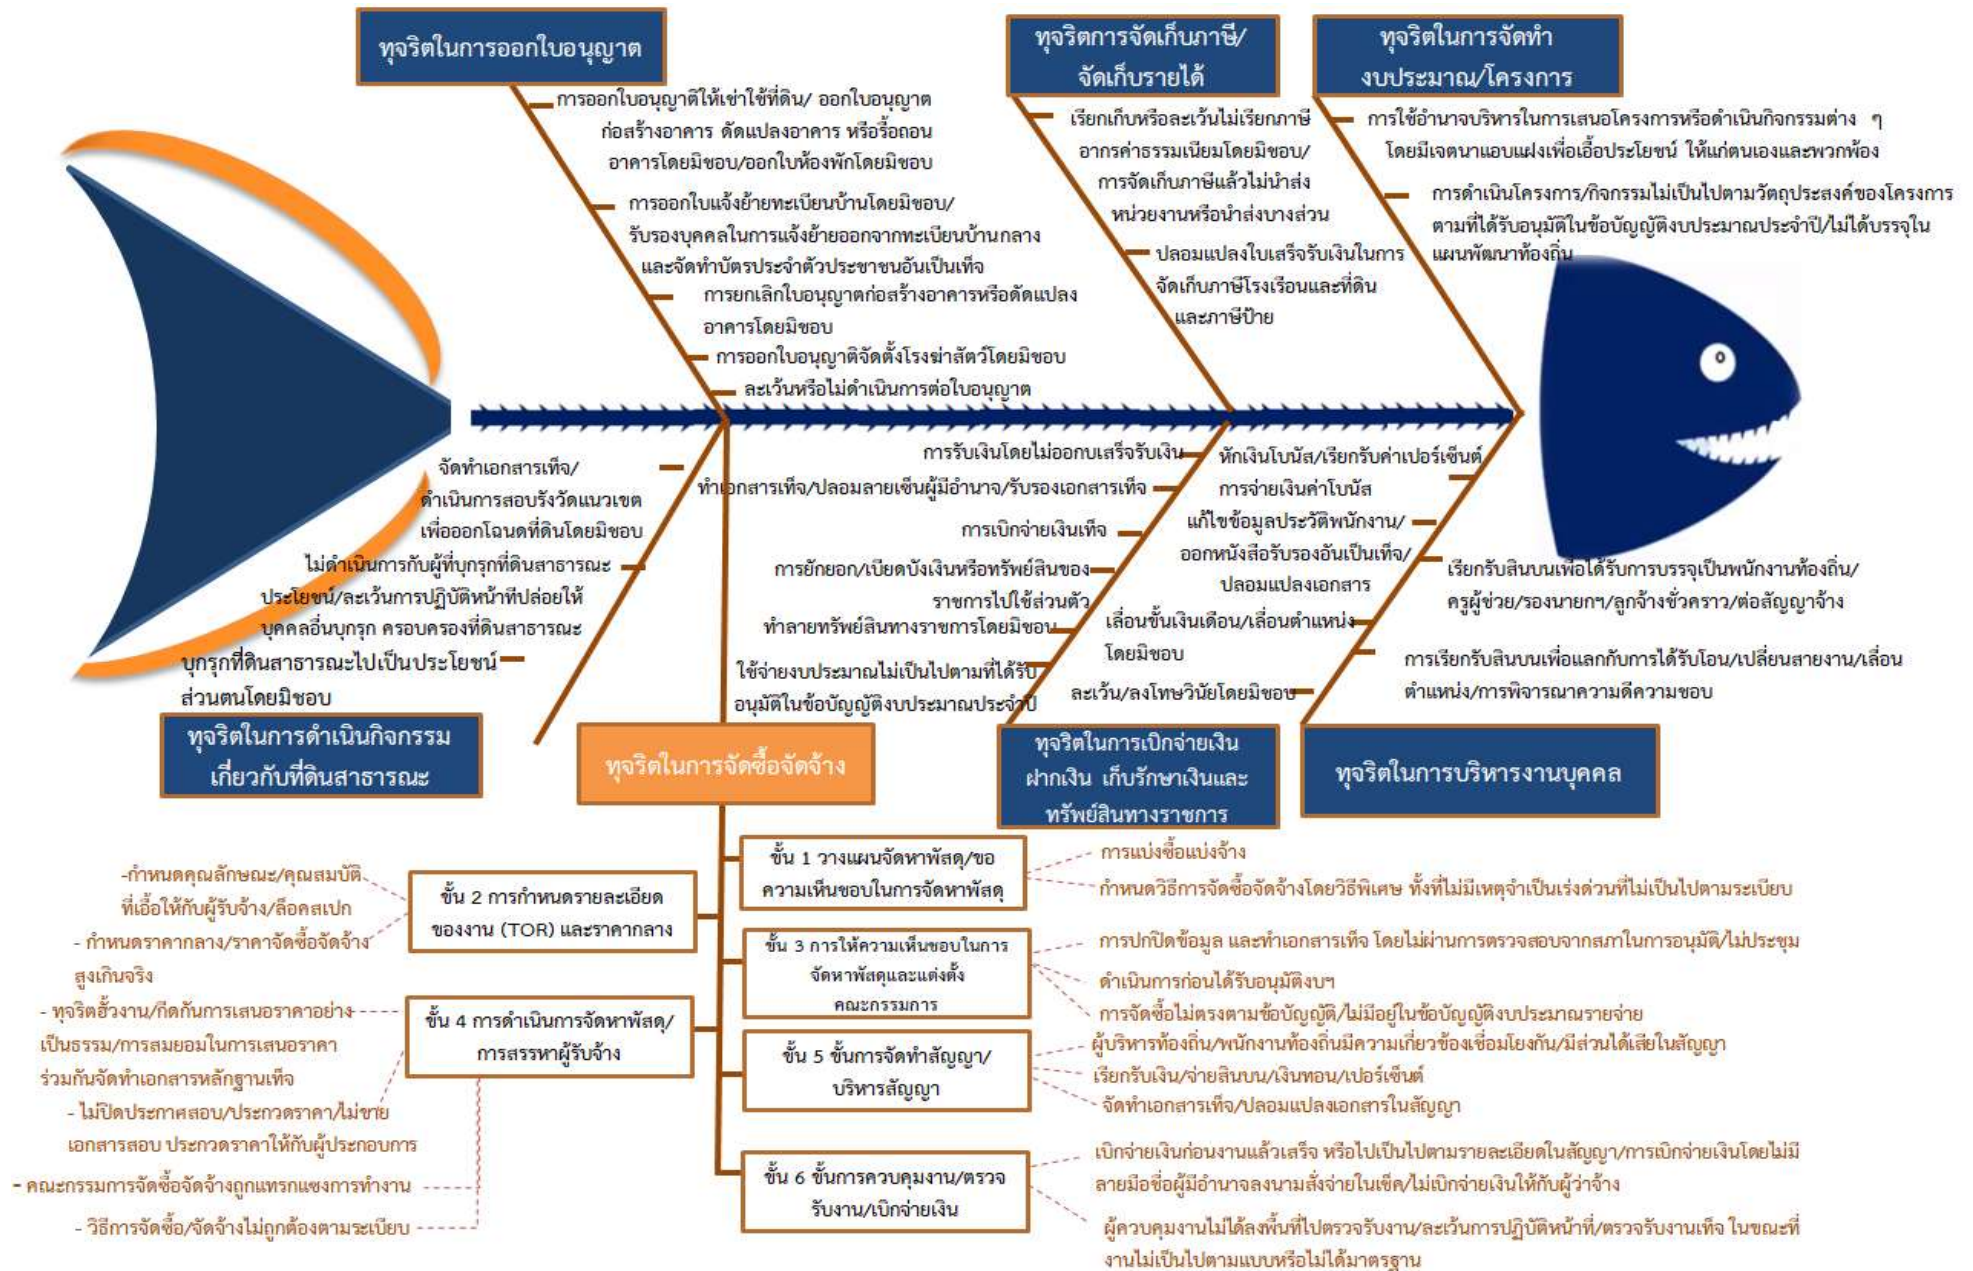 ทุจริตในการออกใบอนุญาต
การออกใบอนุญาติให้เช่าใช้ที่ดิน/ ออกใบอนุญาต
ก่อสร้างอาคาร ดัดแปลงอาคาร หรือรื้อถอน
อาคารโดยมิชอบ/ออกใบห้องพักโดยมิชอบ
การออกใบแจ้งย้ายทะเบียนบ้านโดยมิชอบ/
รับรองบุคคลในการแจ้งย้ายออกจากทะเบียนบ้านกลาง
และจัดทำบัตรประจำตัวประชาชนอันเป็นเท็จ
การยกเลิกใบอนุญาตก่อสร้างอาคารหรือดัดแปลง
อาคารโดยมิชอบ
การออกใบอนุญาติจัดตั้งโรงฆ่าสัตว์โดยมิชอบ
ละเว้นหรือไม่ดำเนินการต่อใบอนุญาต
ทุจริตการจัดเก็บภาษี/
จัดเก็บรายได้
เรียกเก็บหรือละเว้นไม่เรียกภาษี
อากรค่าธรรมเนียมโดยมิชอบ/
การจัดเก็บภาษีแล้วไม่นำส่ง
หน่วยงานหรือนำส่งบางส่วน
ปลอมแปลงใบเสร็จรับเงินในการ
จัดเก็บภาษีโรงเรือนและที่ดิน
และภาษีป้าย
ทุจริตในการจัดทำ
งบประมาณ/โครงการ
การใช้อำนาจบริหารในการเสนอโครงการหรือดำเนินกิจกรรมต่าง ๆ
โดยมีเจตนาแอบแฝงเพื่อเอื้อประโยชน์ ให้แก่ตนเองและพวกพ้อง
การดำเนินโครงการ/กิจกรรมไม่เป็นไปตามวัตถุประสงค์ของโครงการ
ตามที่ได้รับอนุมัติในข้อบัญญัติงบประมาณประจำปี/ไม่ได้บรรจุใน
แผนพัฒนาท้องถิ่น
จัดทำเอกสารเท็จ/
ดำเนินการสอบรังวัดแนวเขต
เพื่อออกโฉนดที่ดินโดยมิชอบ
ไม่ดำเนินการกับผู้ที่บุกรุกที่ดินสาธารณะ
ประโยชน์/ละเว้นการปฏิบัติหน้าที่ปล่อยให้
บุคคลอื่นบุกรุก ครอบครองที่ดินสาธารณะ
บุกรุกที่ดินสาธารณะไปเป็นประโยชน์
ส่วนตนโดยมิชอบ
ทุจริตในการดำเนินกิจกรรม
เกี่ยวกับที่ดินสาธารณะ
การรับเงินโดยไม่ออกบเสร็จรับเงิน
ทำเอกสารเท็จ/ปลอมลายเซ็นผู้มีอำนาจ/รับรองเอกสารเท็จ
การเบิกจ่ายเงินเท็จ
การยักยอก/เบียดบังเงินหรือทรัพย์สินของ
ราชการไปใช้ส่วนตัว
ทำลายทรัพย์สินทางราชการโดยมิชอบ
ใช้จ่ายงบประมาณไม่เป็นไปตามที่ได้รับ
อนุมัติในข้อบัญญัติงบประมาณประจำปี
ทุจริตในการเบิกจ่ายเงิน
ฝากเงิน เก็บรักษาเงินและ
ทรัพย์สินทางราชการ
หักเงินโบนัส/เรียกรับค่าเปอร์เซ็นต์
การจ่ายเงินค่าโบนัส
แก้ไขข้อมูลประวัติพนักงาน/
ออกหนังสือรับรองอันเป็นเท็จ/
ปลอมแปลงเอกสาร
เลื่อนขั้นเงินเดือน/เลื่อนตำแหน่ง
โดยมิชอบ
ละเว้น/ลงโทษวินัยโดยมิชอบ
เรียกรับสินบนเพื่อได้รับการบรรจุเป็นพนักงานท้องถิ่น/
ครูผู้ช่วย/รองนายกฯ/ลูกจ้างชั่วคราว/ต่อสัญญาจ้าง
การเรียกรับสินบนเพื่อแลกกับการได้รับโอน/เปลี่ยนสายงาน/เลื่อน
ตำแหน่ง/การพิจารณาความดีความชอบ
ทุจริตในการบริหารงานบุคคล
ทุจริตในการจัดซื้อจัดจ้าง
ขั้น 1 วางแผนจัดหาพัสดุ/ขอ
ความเห็นชอบในการจัดหาพัสดุ
การแบ่งซื้อแบ่งจ้าง
กำหนดวิธีการจัดซื้อจัดจ้างโดยวิธีพิเศษ ทั้งที่ไม่มีเหตุจำเป็นเร่งด่วนที่ไม่เป็นไปตามระเบียบ
ขั้น 2 การกำหนดรายละเอียด
ของงาน (TOR) และราคากลาง
-กำหนดคุณลักษณะ/คุณสมบัติ
ที่เอื้อให้กับผู้รับจ้าง/ล็อคสเปก
- กำหนดราคากลาง/ราคาจัดซื้อจัดจ้าง
สูงเกินจริง
ขั้น 3 การให้ความเห็นชอบในการ
จัดหาพัสดุและแต่งตั้ง
คณะกรรมการ
การปกปิดข้อมูล และทำเอกสารเท็จ โดยไม่ผ่านการตรวจสอบจากสภาในการอนุมัติ/ไม่ประชุม
ดำเนินการก่อนได้รับอนุมัติงบฯ
การจัดซื้อไม่ตรงตามข้อบัญญัติ/ไม่มีอยู่ในข้อบัญญัติงบประมาณรายจ่าย
ขั้น 4 การดำเนินการจัดหาพัสดุ/
การสรรหาผู้รับจ้าง
- ทุจริตฮั้วงาน/กีดกันการเสนอราคาอย่าง
เป็นธรรม/การสมยอมในการเสนอราคา
ร่วมกันจัดทำเอกสารหลักฐานเท็จ
- ไม่ปิดประกาศสอบ/ประกวดราคา/ไม่ขาย
เอกสารสอบ ประกวดราคาให้กับผู้ประกอบการ
- คณะกรรมการจัดซื้อจัดจ้างถูกแทรกแซงการทำงาน
- วิธีการจัดซื้อ/จัดจ้างไม่ถูกต้องตามระเบียบ
ขั้น 5 ขั้นการจัดทำสัญญา/
บริหารสัญญา
ผู้บริหารท้องถิ่น/พนักงานท้องถิ่นมีความเกี่ยวข้องเชื่อมโยงกัน/มีส่วนได้เสียในสัญญา
เรียกรับเงิน/จ่ายสินบน/เงินทอน/เปอร์เซ็นต์
จัดทำเอกสารเท็จ/ปลอมแปลงเอกสารในสัญญา
ขั้น 6 ขั้นการควบคุมงาน/ตรวจ
รับงาน/เบิกจ่ายเงิน
เบิกจ่ายเงินก่อนงานแล้วเสร็จ หรือไปเป็นไปตามรายละเอียดในสัญญา/การเบิกจ่ายเงินโดยไม่มี
ลายมือชื่อผู้มีอำนาจลงนามสั่งจ่ายในเช็ค/ไม่เบิกจ่ายเงินให้กับผู้ว่าจ้าง
ผู้ควบคุมงานไม่ได้ลงพื้นที่ไปตรวจรับงาน/ละเว้นการปฏิบัติหน้าที่/ตรวจรับงานเท็จ ในขณะที่
งานไม่เป็นไปตามแบบหรือไม่ได้มาตรฐาน